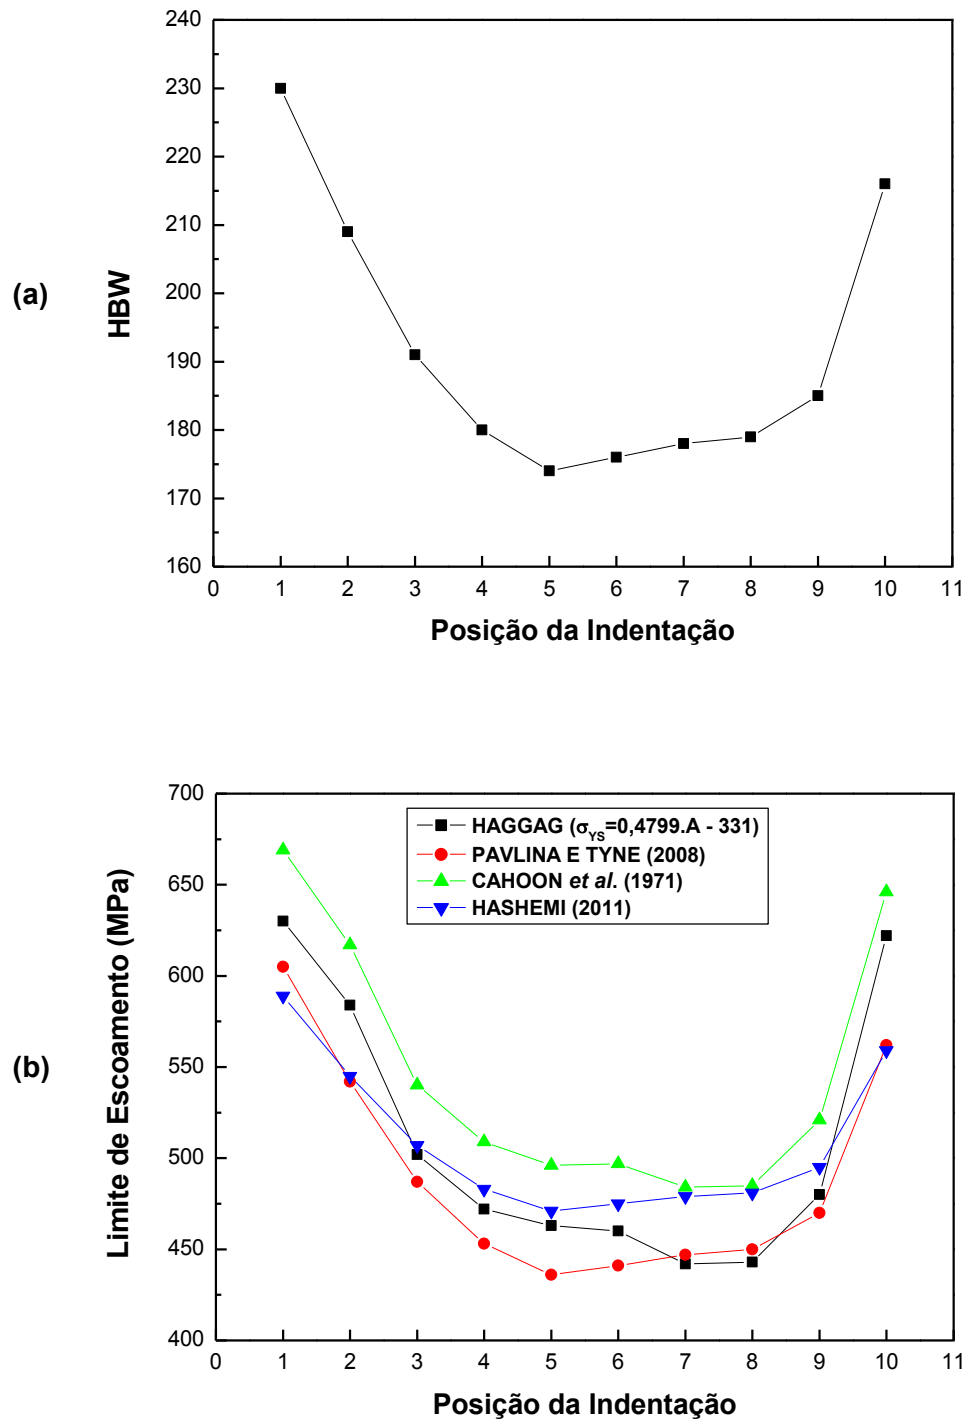 (a)
HBW
240
230
220
210
200
190
180
170
160
0 1 2 3 4 5 6 7 8 9 10 11
Posição da Indentação
(b)
Limite de Escoamento (MPa)
700
650
600
550
500
450
400
HAGGAG (σYS=0,4799.A - 331)
PAVLINA E TYNE (2008)
CAHOON et al. (1971)
HASHEMI (2011)
0 1 2 3 4 5 6 7 8 9 10 11
Posição da Indentação